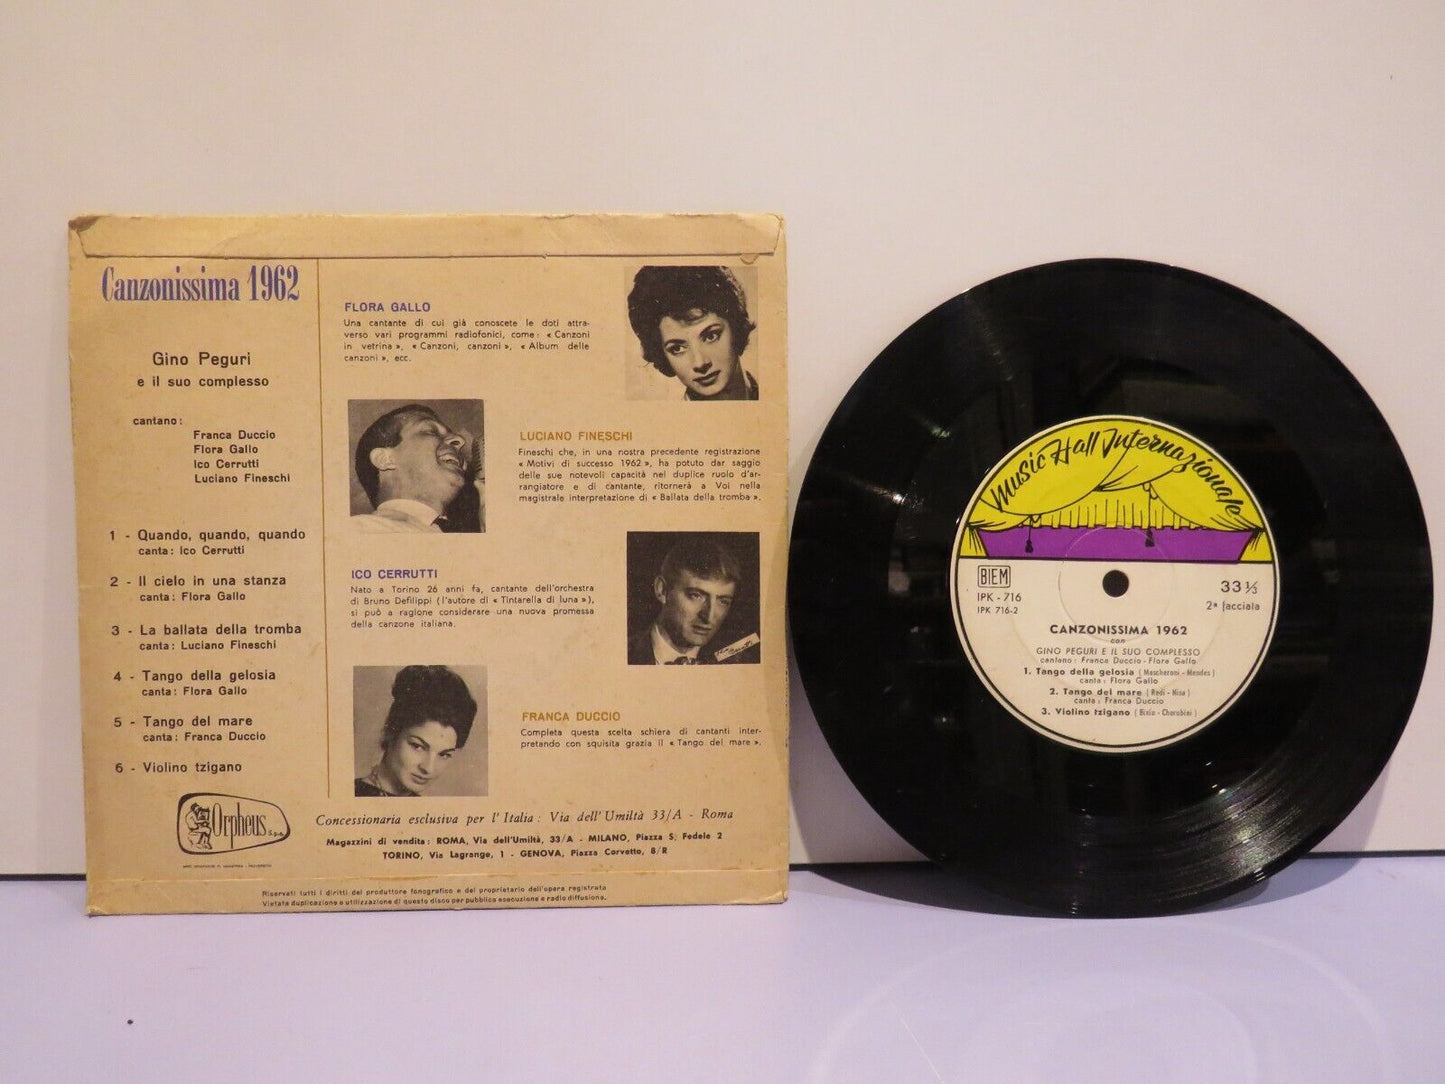 Canzonissima 1962
Gino Peguri
e il suo complesso
cantano:
Franca Duccio
Flora Gallo
Ico Cerrutti
Luciano Fineschi
1 - Quando, quando, quando
canta: Ico Cerrutti
2 - Il cielo in una stanza
canta: Flora Gallo
3 - La ballata della tromba
canta: Luciano Fineschi
4 - Tango della gelosia
canta: Flora Gallo
5 - Tango del mare
canta: Franca Duccio
6 - Violino tzigano
Orpheus S.p.A.
FLORA GALLO
Una cantante di cui già conoscete le doti attra-
verso vari programmi radiofonici, come: « Canzoni
in vetrina », « Canzoni, canzoni », « Album delle
canzoni », ecc.
LUCIANO FINESCHI
Fineschi che, in una nostra precedente registrazione
« Motivi di successo 1962 », ha potuto dar saggio
delle sue notevoli capacità nel duplice ruolo d'ar-
rangiatore e di cantante, ritornerà a Voi nella
magistrale interpretazione di « Ballata della tromba ».
ICO CERRUTTI
Nato a Torino 26 anni fa, cantante dell'orchestra
di Bruno Defilippi (l'autore di « Tintarella di luna »),
si può a ragione considerare una nuova promessa
della canzone italiana.
FRANCA DUCCIO
Completa questa scelta schiera di cantanti inter-
pretando con squisita grazia il « Tango del mare ».
Concessionaria esclusiva per l'Italia: Via dell'Umiltà 33/A - Roma
Magazzini di vendita: ROMA, Via dell'Umiltà, 33/A - MILANO, Piazza S. Fedele 2
TORINO, Via Lagrange, 1 - GENOVA, Piazza Corvetto, 8/R
Riservati tutti i diritti del produttore fonografico e del proprietario dell'opera registrata
Vietata duplicazione e utilizzazione di questo disco per pubblica esecuzione e radio diffusione.
Music Hall Internazionale
BIEM
IPK - 716
IPK 716-2
33 1/3
2ª facciata
CANZONISSIMA 1962
con
GINO PEGURI E IL SUO COMPLESSO
cantano: Franca Duccio - Flora Gallo
1. Tango della gelosia (Mascheroni - Mendes)
canta: Flora Gallo
2. Tango del mare (Redi - Nisa)
canta: Franca Duccio
3. Violino tzigano (Bixio - Cherubini)